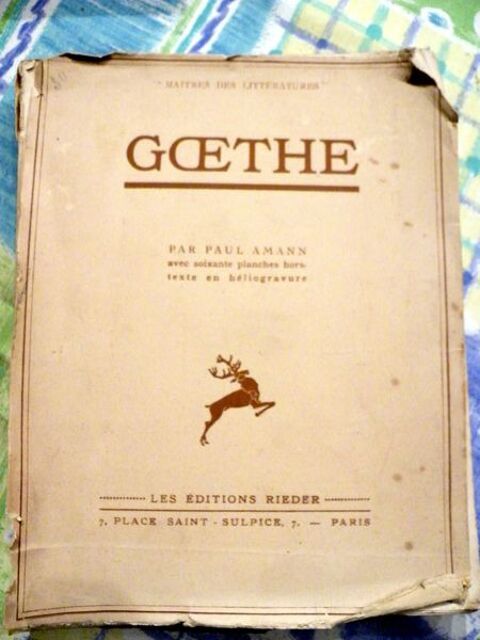 "MAITRES DES LITTÉRATURES"
GŒTHE
PAR PAUL AMANN
avec soixante planches hors-
texte en héliogravure
LES ÉDITIONS RIEDER
7, PLACE SAINT-SULPICE, 7. — PARIS